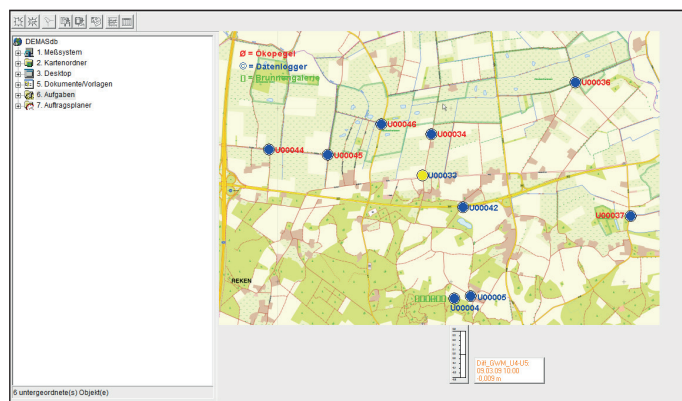 DEMASdb
1. Meßsystem
2. Kartenordner
3. Desktop
5. Dokumente/Vorlagen
6. Aufgaben
7. Auftragsplaner
Ø = Ökopegel
© = Datenlogger
[] = Brunnengalerie
U00036
U00046
U00034
U00044
U00045
U00033
U00042
U00037
REKEN
U00005
U00004
Diff_GWM_U4-U5:
09.03.09 10:00
-0,009 m
6 untergeordnete(s) Objekt(e)